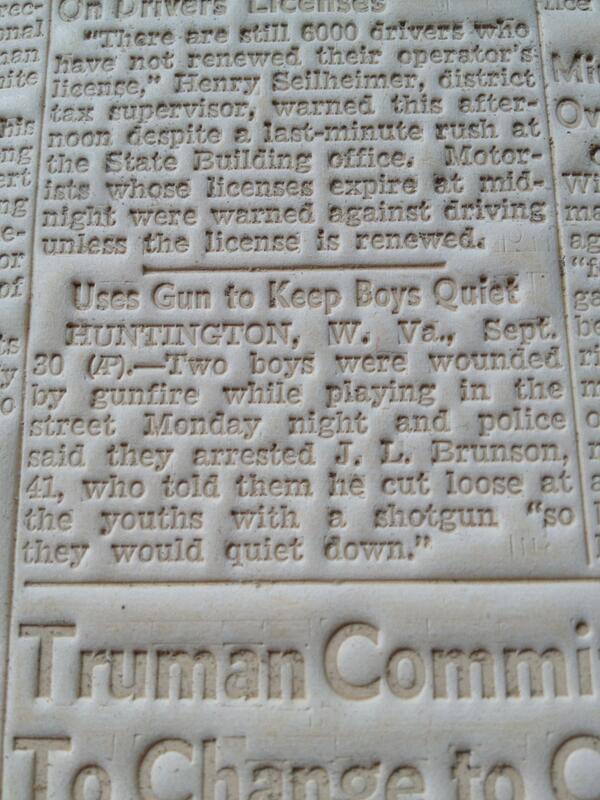 On Drivers Licenses
"There are still 6000 drivers who
have not renewed their operator's
license," Henry Seilheimer, district
tax supervisor, warned this after-
noon despite a last-minute rush at
the State Building office. Motor-
ists whose licenses expire at mid-
night were warned against driving
unless the license is renewed.
Uses Gun to Keep Boys Quiet
HUNTINGTON, W. Va., Sept.
30 (AP).—Two boys were wounded
by gunfire while playing in the
street Monday night and police
said they arrested J. L. Brunson,
41, who told them he cut loose at
the youths with a shotgun "so
they would quiet down."
Truman Commi
To Change to